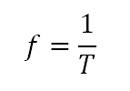 f = 1/T